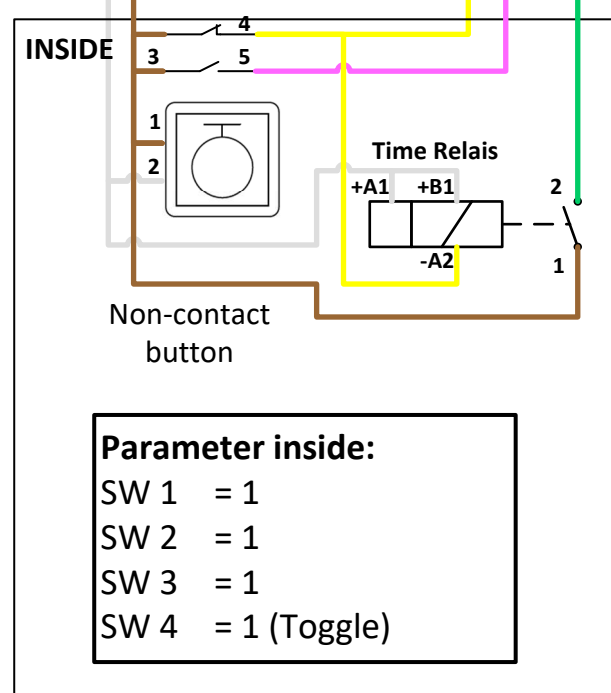 4
INSIDE
3 5
1
2
Time Relais
+A1 +B1 2
-A2 1
Non-contact
button
Parameter inside:
SW 1 = 1
SW 2 = 1
SW 3 = 1
SW 4 = 1 (Toggle)